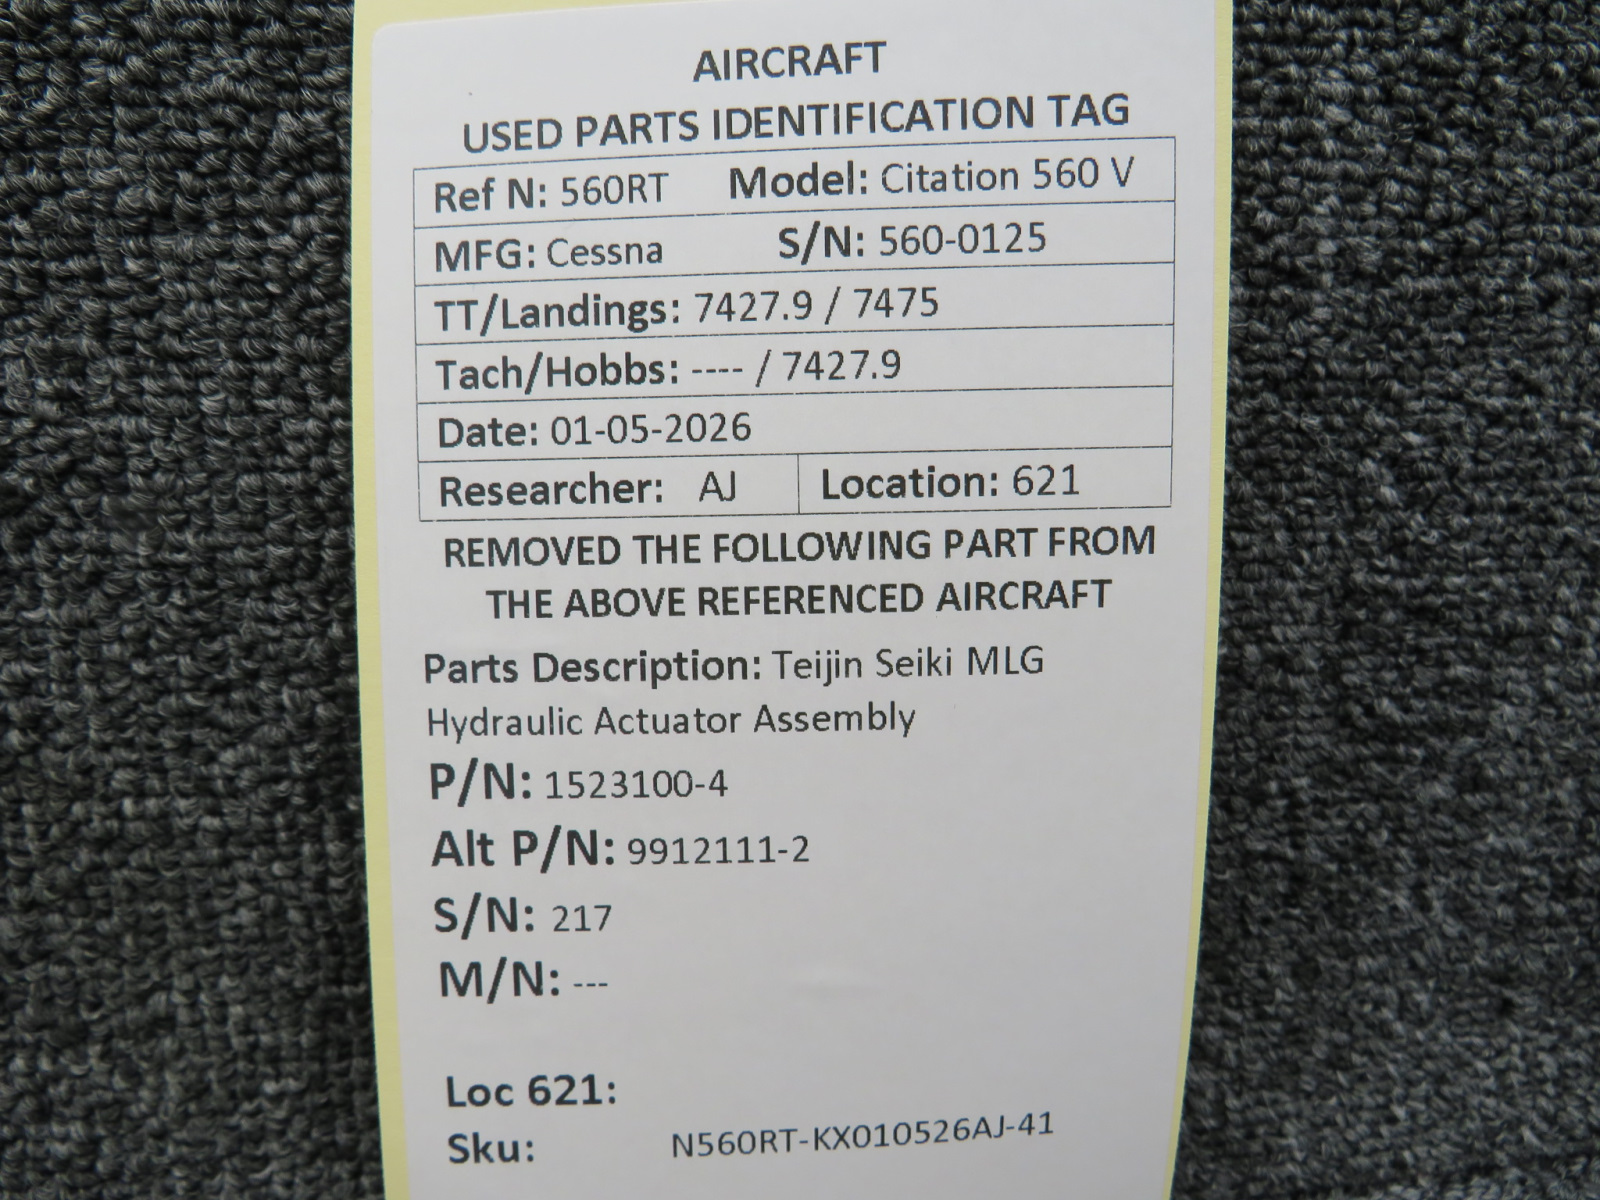 AIRCRAFT
USED PARTS IDENTIFICATION TAG
Ref N: 560RT Model: Citation 560 V
MFG: Cessna S/N: 560-0125
TT/Landings: 7427.9 / 7475
Tach/Hobbs: ---- / 7427.9
Date: 01-05-2026
Researcher: AJ Location: 621
REMOVED THE FOLLOWING PART FROM
THE ABOVE REFERENCED AIRCRAFT
Parts Description: Teijin Seiki MLG
Hydraulic Actuator Assembly
P/N: 1523100-4
Alt P/N: 9912111-2
S/N: 217
M/N: ---
Loc 621:
Sku: N560RT-KX010526AJ-41